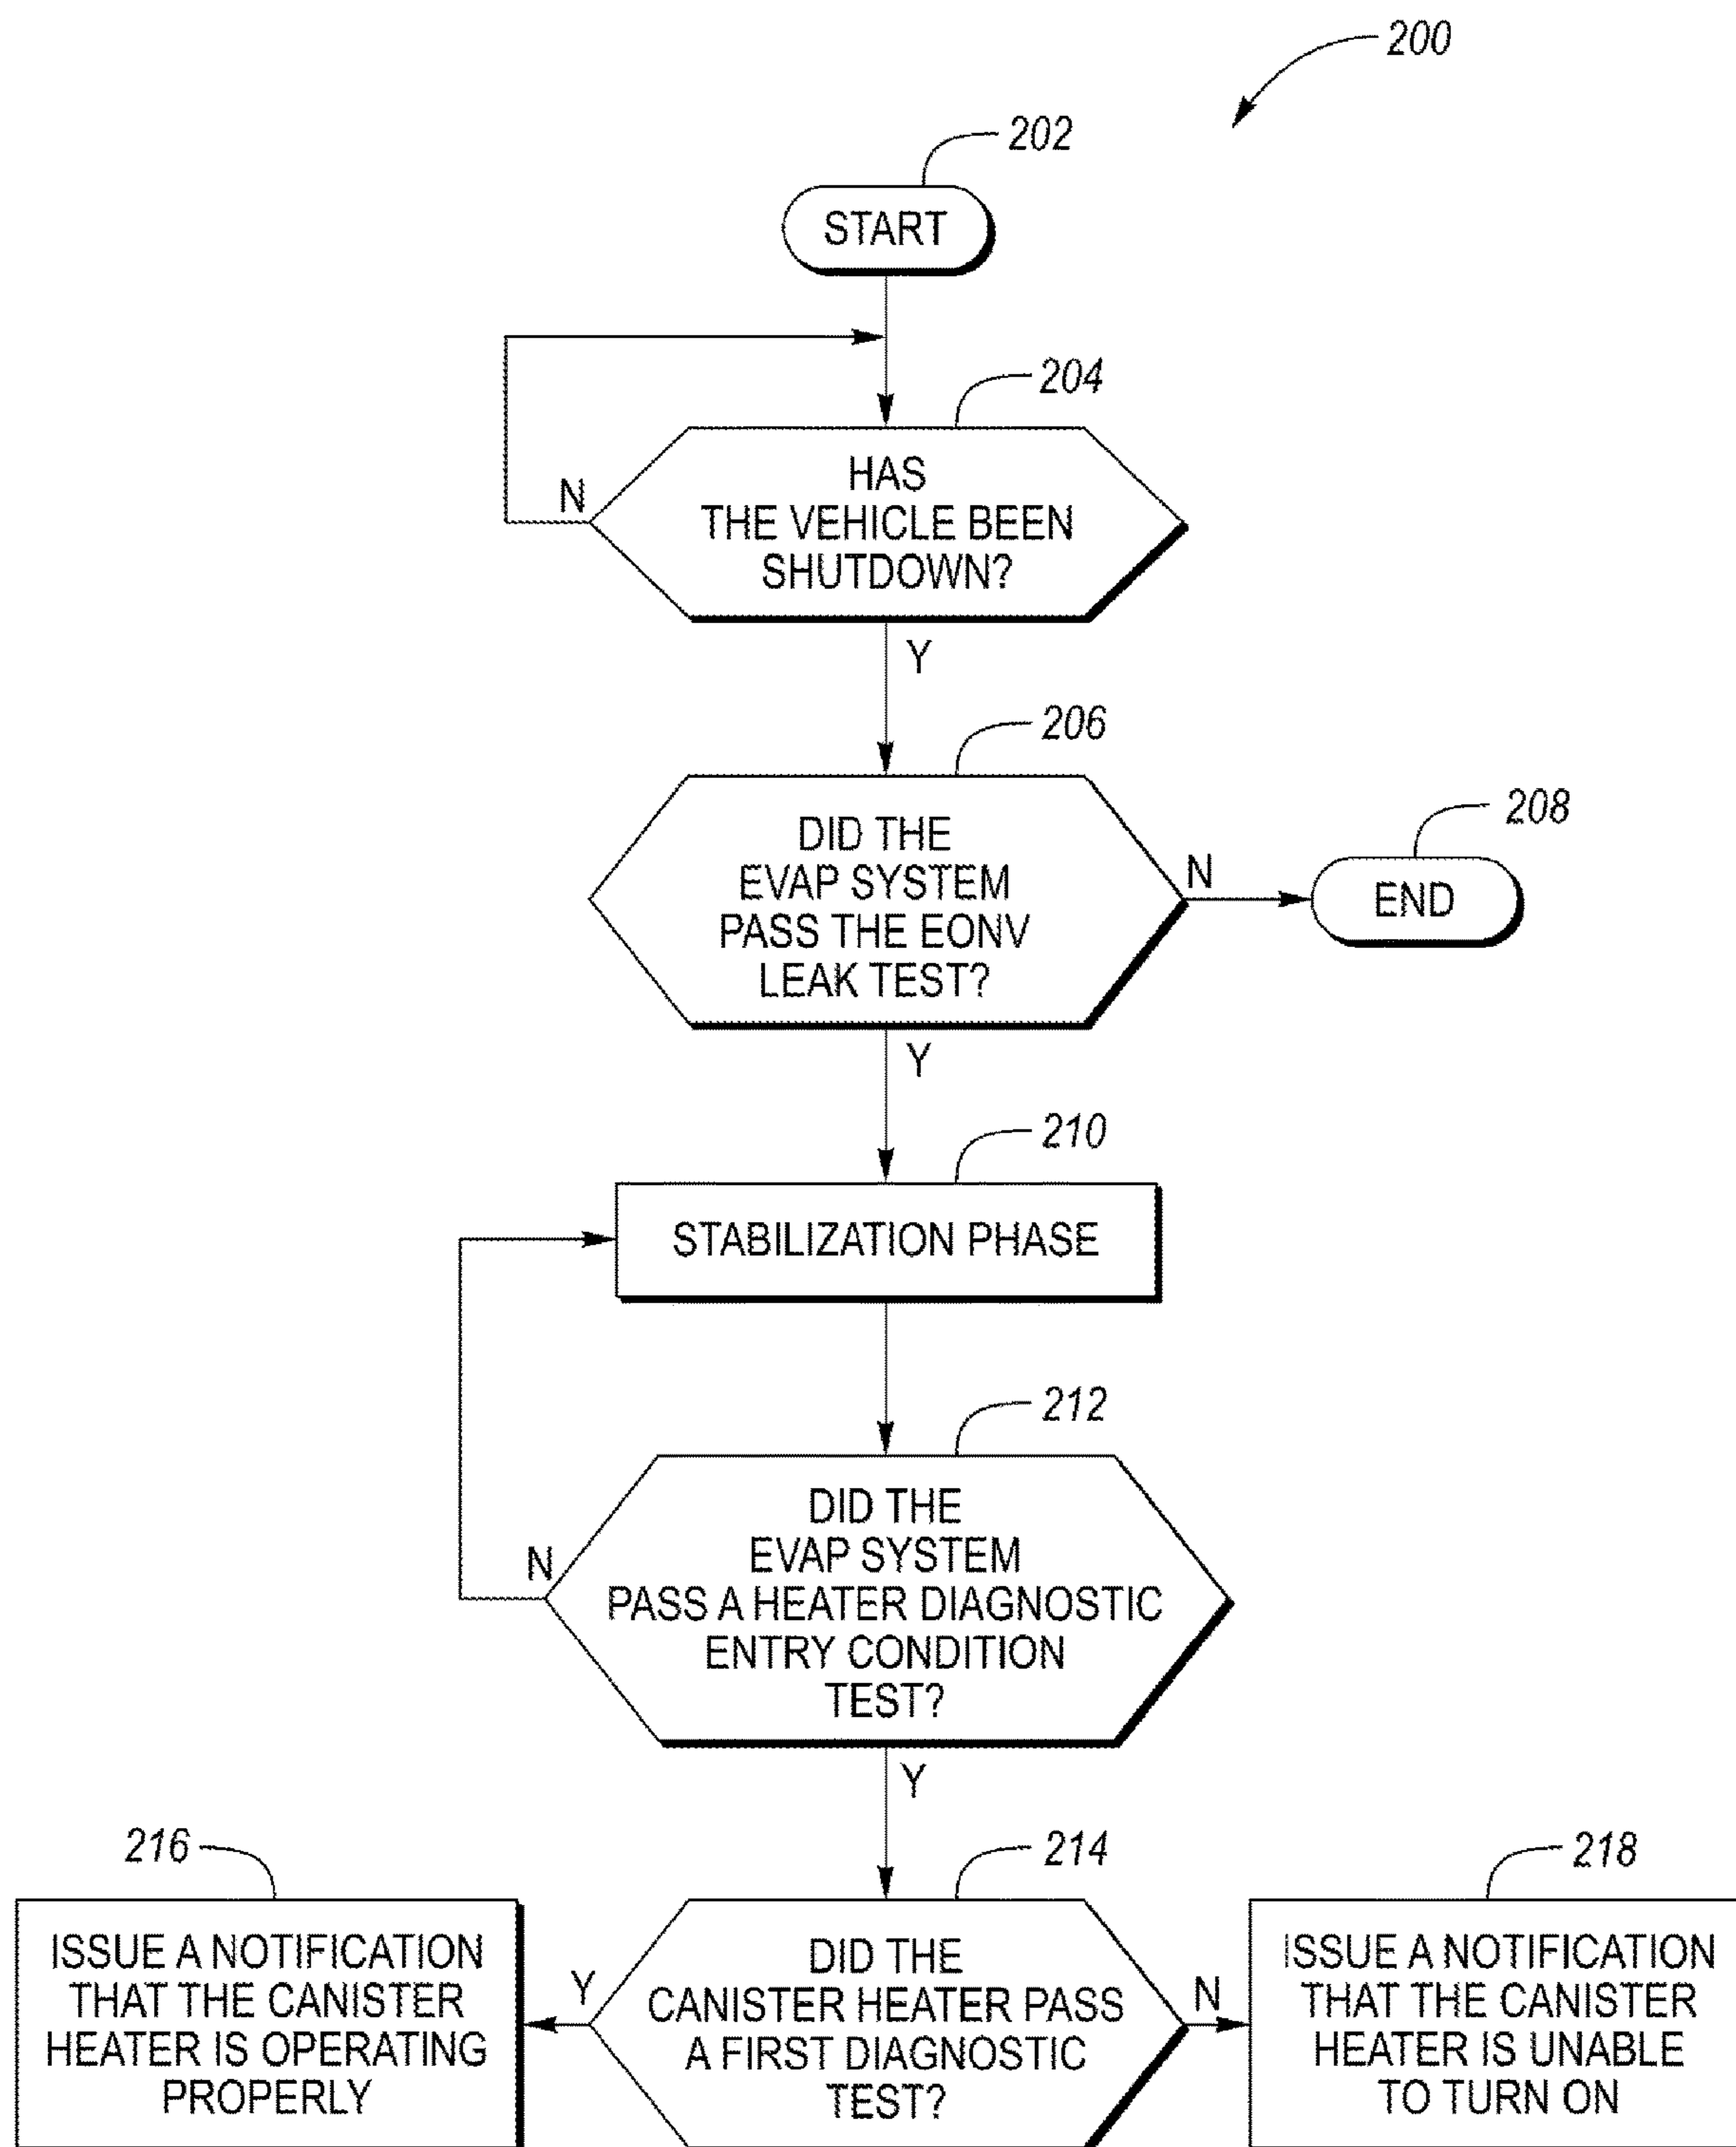 200
202
START
204
HAS
THE VEHICLE BEEN
SHUTDOWN?
N
Y
206
DID THE
EVAP SYSTEM
PASS THE EONV
LEAK TEST?
N
208
END
Y
210
STABILIZATION PHASE
212
DID THE
EVAP SYSTEM
PASS A HEATER DIAGNOSTIC
ENTRY CONDITION
TEST?
N
Y
216
ISSUE A NOTIFICATION
THAT THE CANISTER
HEATER IS OPERATING
PROPERLY
Y
214
DID THE
CANISTER HEATER PASS
A FIRST DIAGNOSTIC
TEST?
N
218
ISSUE A NOTIFICATION
THAT THE CANISTER
HEATER IS UNABLE
TO TURN ON